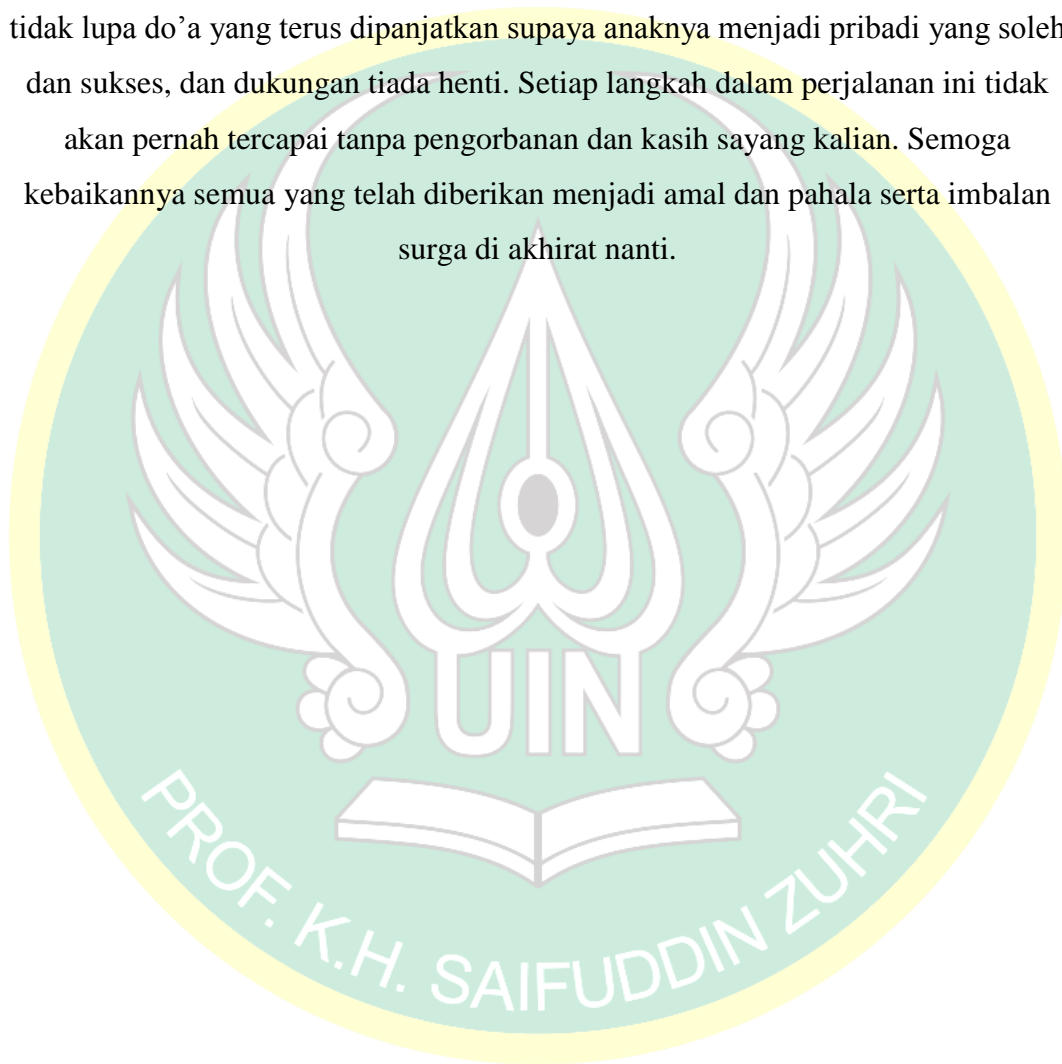 tidak lupa do’a yang terus dipanjatkan supaya anaknya menjadi pribadi yang soleh
dan sukses, dan dukungan tiada henti. Setiap langkah dalam perjalanan ini tidak
akan pernah tercapai tanpa pengorbanan dan kasih sayang kalian. Semoga
kebaikannya semua yang telah diberikan menjadi amal dan pahala serta imbalan
surga di akhirat nanti.
UIN
PROF. K.H. SAIFUDDIN ZUHRI